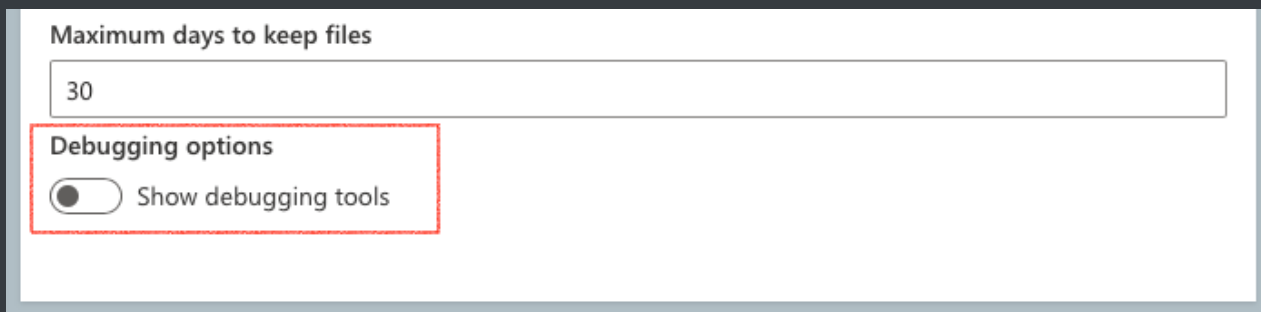 Maximum days to keep files
30
Debugging options
Show debugging tools